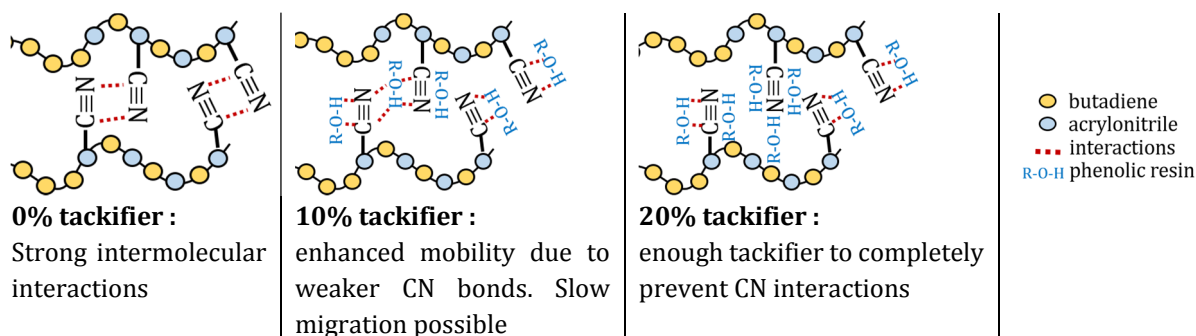 C≡N
C≡N
C≡N
C≡N
0% tackifier :
Strong intermolecular
interactions
R-O-H
C≡N
R-O-H
H-O-R
C≡N
R-O-H
C≡N
R-O-H
C≡N
R-O-H
10% tackifier :
enhanced mobility due to
weaker CN bonds. Slow
migration possible
R-O-H
C≡N
R-O-H
R-O-H
C≡N
R-O-H
R-O-H
C≡N
R-O-H
C≡N
R-O-H
20% tackifier :
enough tackifier to completely
prevent CN interactions
butadiene
acrylonitrile
interactions
R-O-H phenolic resin